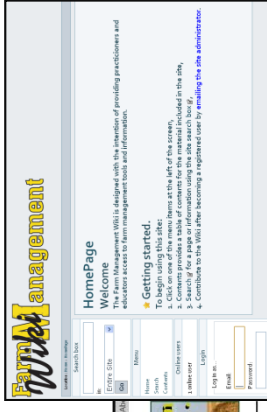 Farm Management
Wiki
Search box
in:
Entire Site
Go
Menu
Home
Search
Contents
Online users
1 online user
Login
Log in as:
Email
Password:
HomePage
Welcome
The Farm Management Wiki is designed with the intention of providing practicioners and
educators access to farm management tools and information.
Getting started.
To begin using this site:
1. Click on one of the menu items at the left of the screen,
2. Contents provides a table of contents for the material included in the site,
3. Search for a page or information using the site search box,
4. Contribute to the Wiki after becoming a registered user by emailing the site administrator.